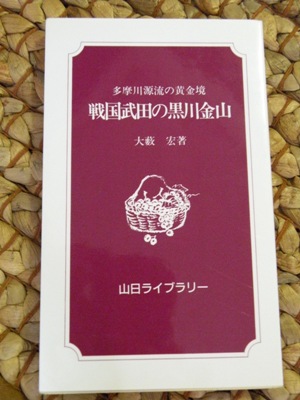 多摩川源流の黄金境
戦国武田の黒川金山
大藪 宏著
山日ライブラリー